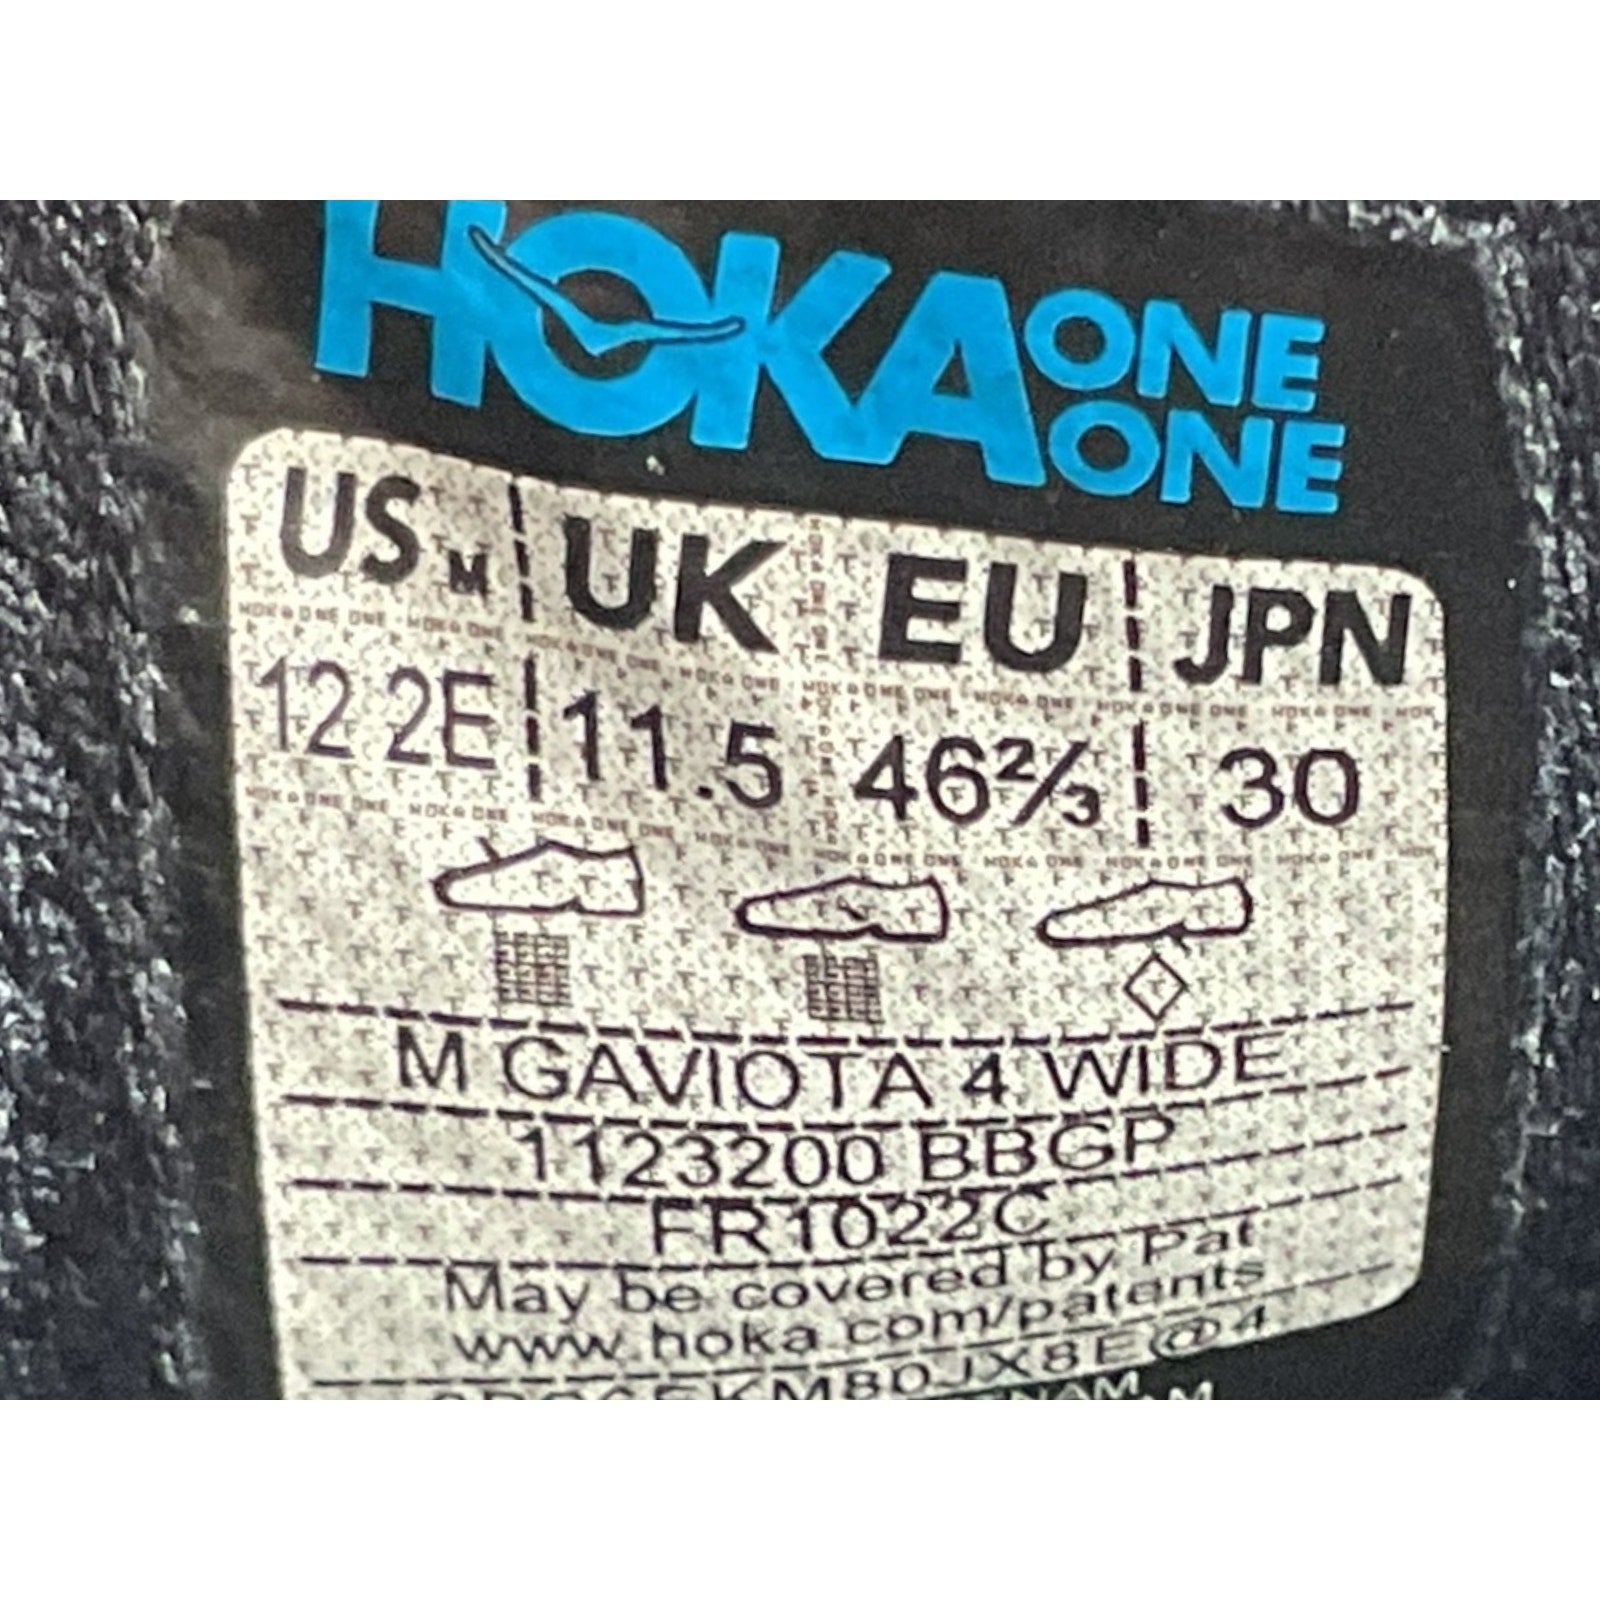 HOKA ONE ONE
US M UK EU JPN
12 2E 11.5 46⅔ 30
M GAVIOTA 4 WIDE
1123200 BBGP
FR1022C
May be covered by Pat
www.hoka.com/patents